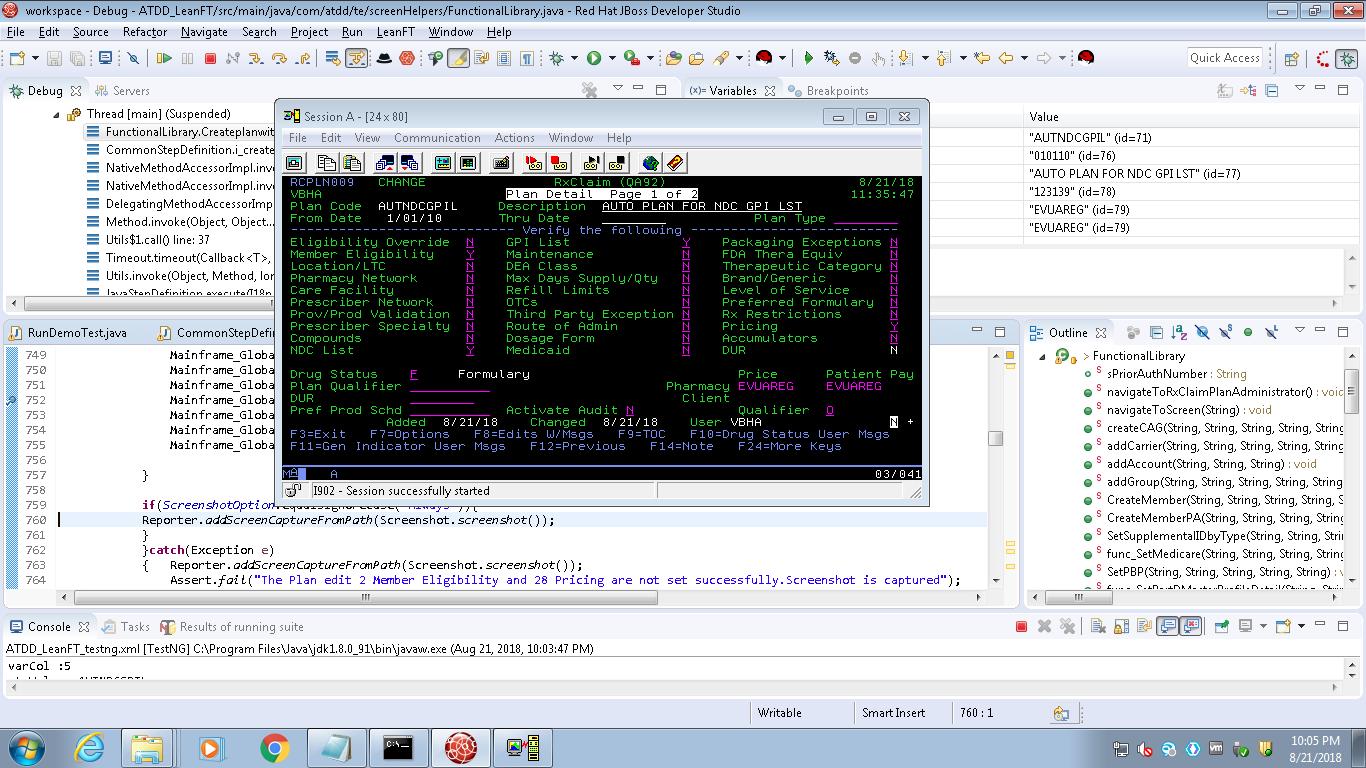 workspace - Debug - ATDD_LeanFT/src/main/java/com/atdd/te/screenHelpers/FunctionalLibrary.java - Red Hat JBoss Developer Studio
File Edit Source Refactor Navigate Search Project Run LeanFT Window Help
Quick Access
Debug Servers
Thread [main] (Suspended)
FunctionalLibrary.Createplanwit
CommonStepDefinition.i_create
NativeMethodAccessorImpl.inv
NativeMethodAccessorImpl.inv
DelegatingMethodAccessorImp
Method.invoke(Object, Object...
Utils$1.call() line: 37
Timeout.timeout(Callback<T>,
Utils.invoke(Object, Method, lon
JavaStepDefinition.execute(I18n
(x)= Variables Breakpoints
Value
"AUTNDCGPIL" (id=71)
"010110" (id=76)
"AUTO PLAN FOR NDC GPI LST" (id=77)
"123139" (id=78)
"EVUAREG" (id=79)
"EVUAREG" (id=79)
Session A - [24 x 80]
File Edit View Communication Actions Window Help
RCPLN009 CHANGE RxClaim (QA92) 8/21/18
VBHA Plan Detail Page 1 of 2 11:35:47
Plan Code AUTNDCGPIL Description AUTO PLAN FOR NDC GPI LST
From Date 1/01/10 Thru Date Plan Type
Verify the following
Eligibility Override N GPI List Y Packaging Exceptions N
Member Eligibility Y Maintenance N FDA Thera Equiv N
Location/LTC N DEA Class N Therapeutic Category N
Pharmacy Network N Max Days Supply/Qty N Brand/Generic N
Care Facility N Refill Limits N Level of Service N
Prescriber Network N OTCs N Preferred Formulary N
Prov/Prod Validation N Third Party Exception N Rx Restrictions N
Prescriber Specialty N Route of Admin N Pricing Y
Compounds N Dosage Form N Accumulators N
NDC List Y Medicaid N DUR N
Drug Status F Formulary Price Patient Pay
Plan Qualifier Pharmacy EVUAREG EVUAREG
DUR Client
Pref Prod Schd Activate Audit N Qualifier O
Added 8/21/18 Changed 8/21/18 User VBHA N +
F3=Exit F7=Options F8=Edits W/Msgs F9=TOC F10=Drug Status User Msgs
F11=Gen Indicator User Msgs F12=Previous F14=Note F24=More Keys
MA A 03/041
I902 - Session successfully started
RunDemoTest.java CommonStepDefin
749 Mainframe_Globa
750 Mainframe_Globa
751 Mainframe_Globa
752 Mainframe_Globa
753 Mainframe_Globa
754 Mainframe_Globa
755 Mainframe_Globa
756
757 }
758
759 if(ScreenshotOption.equalsIgnoreCase("Always")){
760 Reporter.addScreenCaptureFromPath(Screenshot.screenshot());
761 }
762 }catch(Exception e)
763 { Reporter.addScreenCaptureFromPath(Screenshot.screenshot());
764 Assert.fail("The Plan edit 2 Member Eligibility and 28 Pricing are not set successfully.Screenshot is captured");
Outline
> FunctionalLibrary
sPriorAuthNumber : String
navigateToRxClaimPlanAdministrator() : void
navigateToScreen(String) : void
createCAG(String, String, String, String, Strin
addCarrier(String, String, String, String, Strin
addAccount(String, String) : void
addGroup(String, String, String, String, Strin
CreateMember(String, String, String, String,
CreateMemberPA(String, String, String, Strin
SetSupplementalIDbyType(String, String, Stri
func_SetMedicare(String, String, String, Strin
SetPBP(String, String, String, String, String) : v
Console Tasks Results of running suite
ATDD_LeanFT_testng.xml [TestNG] C:\Program Files\Java\jdk1.8.0_91\bin\javaw.exe (Aug 21, 2018, 10:03:47 PM)
varCol :5
Writable Smart Insert 760 : 1
10:05 PM
8/21/2018